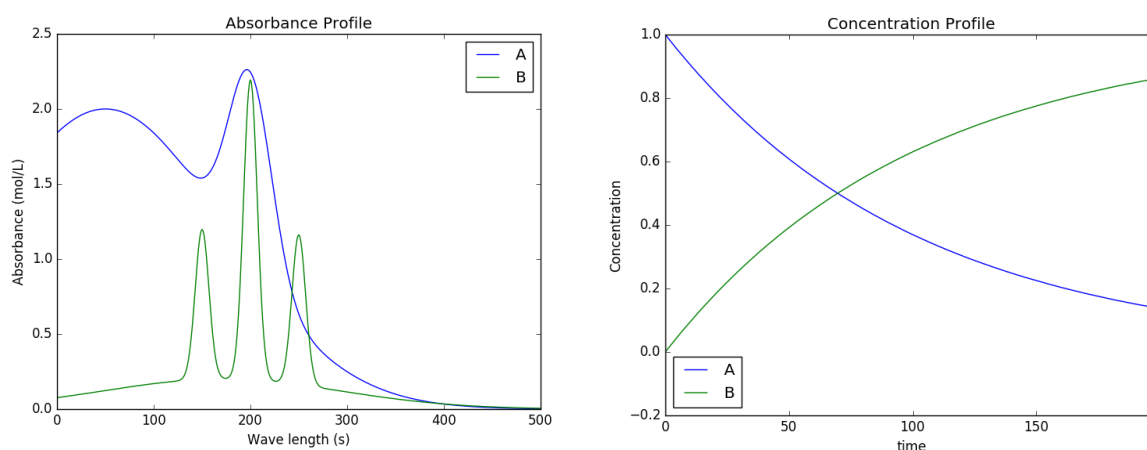 Absorbance Profile
2.5
2.0
1.5
1.0
0.5
0.0
Absorbance (mol/L)
A
B
0
100
200
300
400
500
Wave length (s)
Concentration Profile
1.0
0.8
0.6
0.4
0.2
0.0
−0.2
Concentration
A
B
0
50
100
150
time